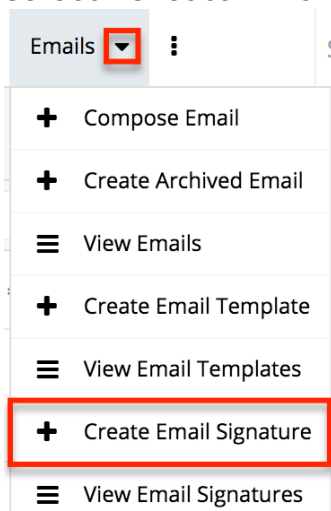 Emails
Compose Email
Create Archived Email
View Emails
Create Email Template
View Email Templates
Create Email Signature
View Email Signatures